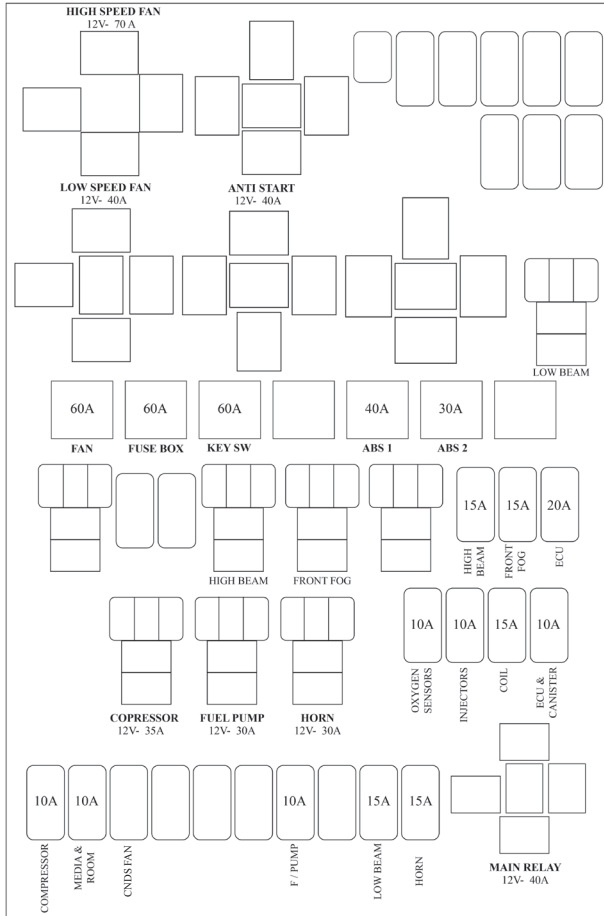 HIGH SPEED FAN
12V- 70 A
LOW SPEED FAN
12V- 40A
ANTI START
12V- 40A
LOW BEAM
60A
60A
60A
40A
30A
FAN
FUSE BOX
KEY SW
ABS 1
ABS 2
15A
15A
20A
HIGH
BEAM
FRONT
FOG
ECU
HIGH BEAM
FRONT FOG
10A
10A
15A
10A
OXYGEN
SENSORS
INJECTORS
COIL
ECU &
CANISTER
COPRESSOR
12V- 35A
FUEL PUMP
12V- 30A
HORN
12V- 30A
10A
10A
10A
15A
15A
COMPRESSOR
MEDIA &
ROOM
CNDS FAN
F / PUMP
LOW BEAM
HORN
MAIN RELAY
12V- 40A